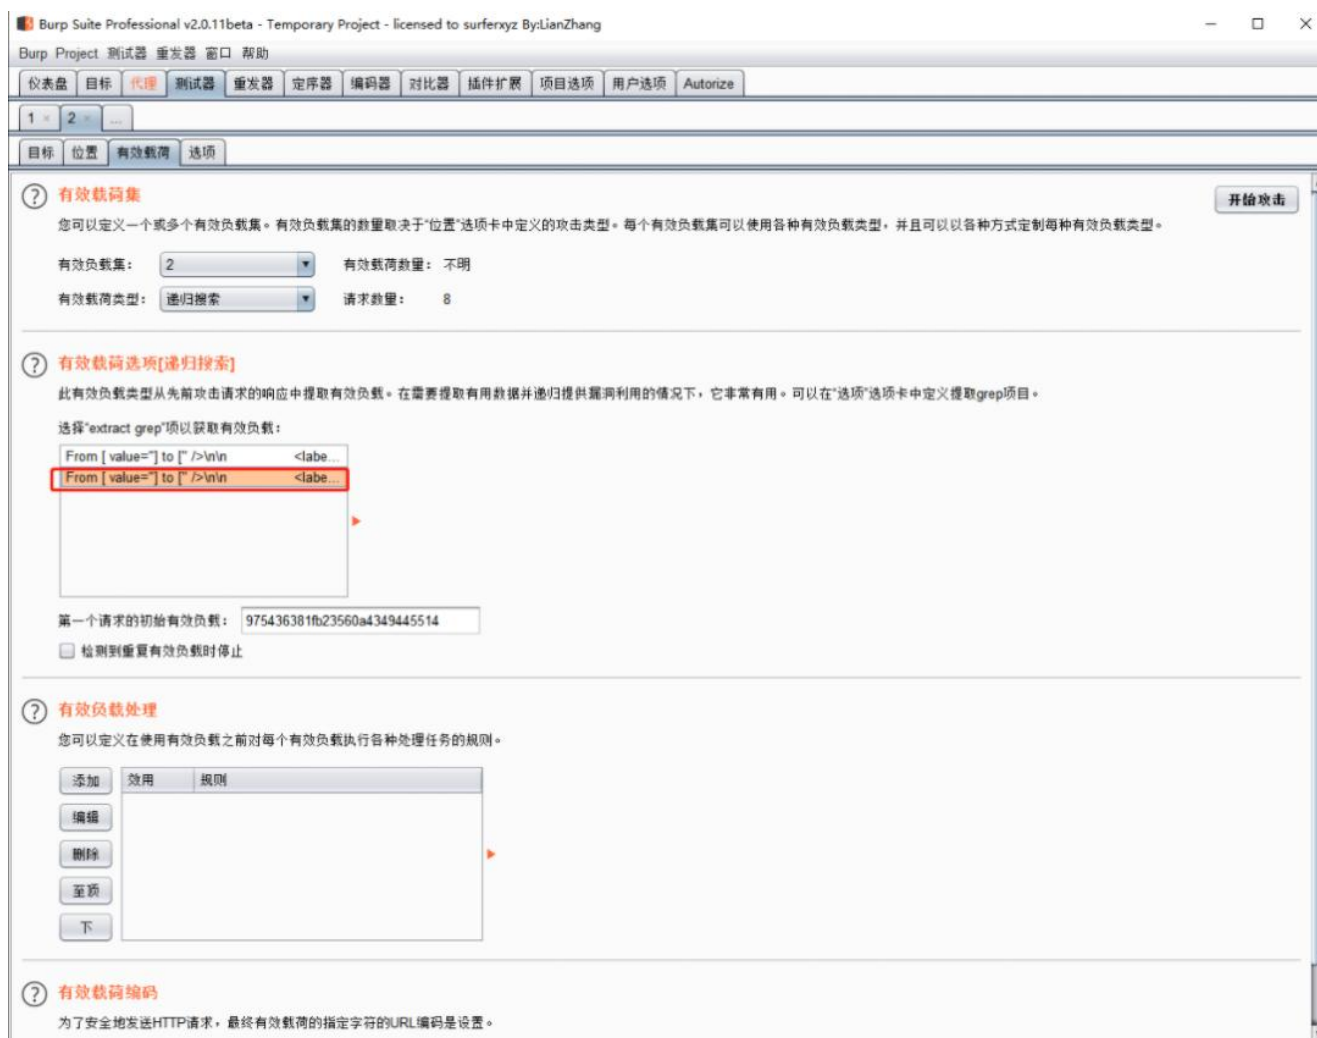 Burp Suite Professional v2.0.11beta - Temporary Project - licensed to surferxyz By:LianZhang
Burp Project 测试器 重发器 窗口 帮助
仪表盘 目标 代理 测试器 重发器 定序器 编码器 对比器 插件扩展 项目选项 用户选项 Autorize
1 × 2 × ...
目标 位置 有效载荷 选项
有效载荷集
开始攻击
您可以定义一个或多个有效负载集。有效负载集的数量取决于“位置”选项卡中定义的攻击类型。每个有效负载集可以使用各种有效负载类型，并且可以以各种方式定制每种有效负载类型。
有效负载集： 2 有效载荷数量： 不明
有效载荷类型： 递归搜索 请求数量： 8
有效载荷选项[递归搜索]
此有效负载类型从先前攻击请求的响应中提取有效负载。在需要提取有用数据并递归提供漏洞利用的情况下，它非常有用。可以在“选项”选项卡中定义提取grep项目。
选择“extract grep”项以获取有效负载：
From [ value="] to [" />\n\n <labe...
From [ value="] to [" />\n\n <labe...
第一个请求的初始有效负载： 975436381fb23560a4349445514
检测到重复有效负载时停止
有效负载处理
您可以定义在使用有效负载之前对每个有效负载执行各种处理任务的规则。
添加 效用 规则
编辑
删除
至顶
下
有效载荷编码
为了安全地发送HTTP请求，最终有效载荷的指定字符的URL编码是设置。